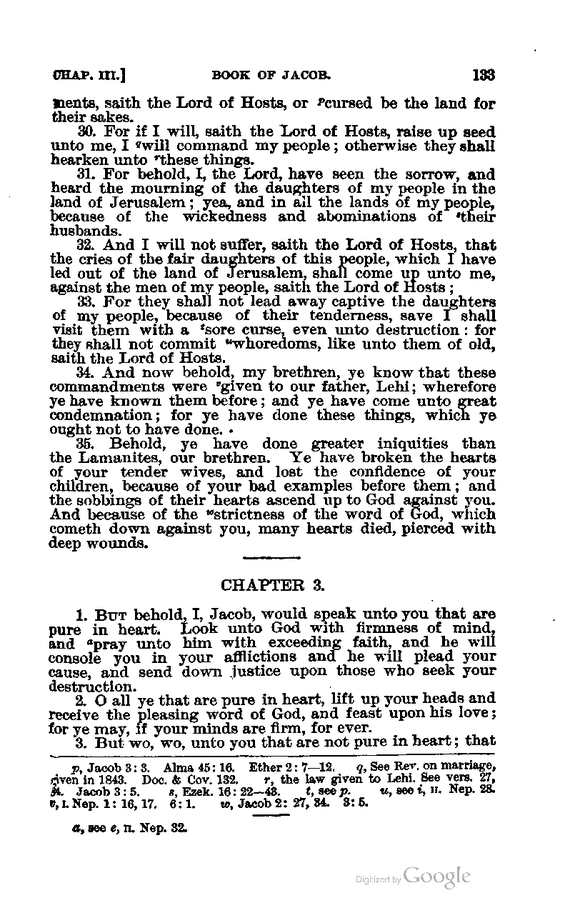 CHAP. III.] BOOK OF JACOB. 133
ments, saith the Lord of Hosts, or ᵖcursed be the land for
their sakes.
30. For if I will, saith the Lord of Hosts, raise up seed
unto me, I ᑫwill command my people; otherwise they shall
hearken unto ʳthese things.
31. For behold, I, the Lord, have seen the sorrow, and
heard the mourning of the daughters of my people in the
land of Jerusalem; yea, and in all the lands of my people,
because of the wickedness and abominations of ˢtheir
husbands.
32. And I will not suffer, saith the Lord of Hosts, that
the cries of the fair daughters of this people, which I have
led out of the land of Jerusalem, shall come up unto me,
against the men of my people, saith the Lord of Hosts;
33. For they shall not lead away captive the daughters
of my people, because of their tenderness, save I shall
visit them with a ᵗsore curse, even unto destruction: for
they shall not commit ᵘwhoredoms, like unto them of old,
saith the Lord of Hosts.
34. And now behold, my brethren, ye know that these
commandments were ᵛgiven to our father, Lehi; wherefore
ye have known them before; and ye have come unto great
condemnation; for ye have done these things, which ye
ought not to have done.
35. Behold, ye have done greater iniquities than
the Lamanites, our brethren. Ye have broken the hearts
of your tender wives, and lost the confidence of your
children, because of your bad examples before them; and
the sobbings of their hearts ascend up to God against you.
And because of the ʷstrictness of the word of God, which
cometh down against you, many hearts died, pierced with
deep wounds.
CHAPTER 3.
1. BUT behold, I, Jacob, would speak unto you that are
pure in heart. Look unto God with firmness of mind,
and ᵃpray unto him with exceeding faith, and he will
console you in your afflictions and he will plead your
cause, and send down justice upon those who seek your
destruction.
2. O all ye that are pure in heart, lift up your heads and
receive the pleasing word of God, and feast upon his love;
for ye may, if your minds are firm, for ever.
3. But wo, wo, unto you that are not pure in heart; that
p, Jacob 3: 3. Alma 45: 16. Ether 2: 7—12. q, See Rev. on marriage,
given in 1843. Doc. & Cov. 132. r, the law given to Lehi. See vers. 27,
34. Jacob 3: 5. s, Ezek. 16: 22—43. t, see p. u, see i, II. Nep. 28.
v, I. Nep. 1: 16, 17. 6: 1. w, Jacob 2: 27, 34. 3: 5.
a, see e, II. Nep. 32.
Digitized by Google